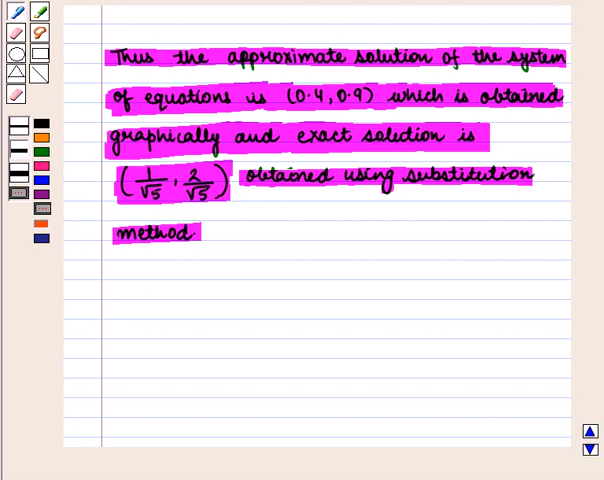 Thus the approximate solution of the system
of equations is (0.4, 0.9) which is obtained
graphically and exact solution is
(1/√5, 2/√5) obtained using substitution
method.